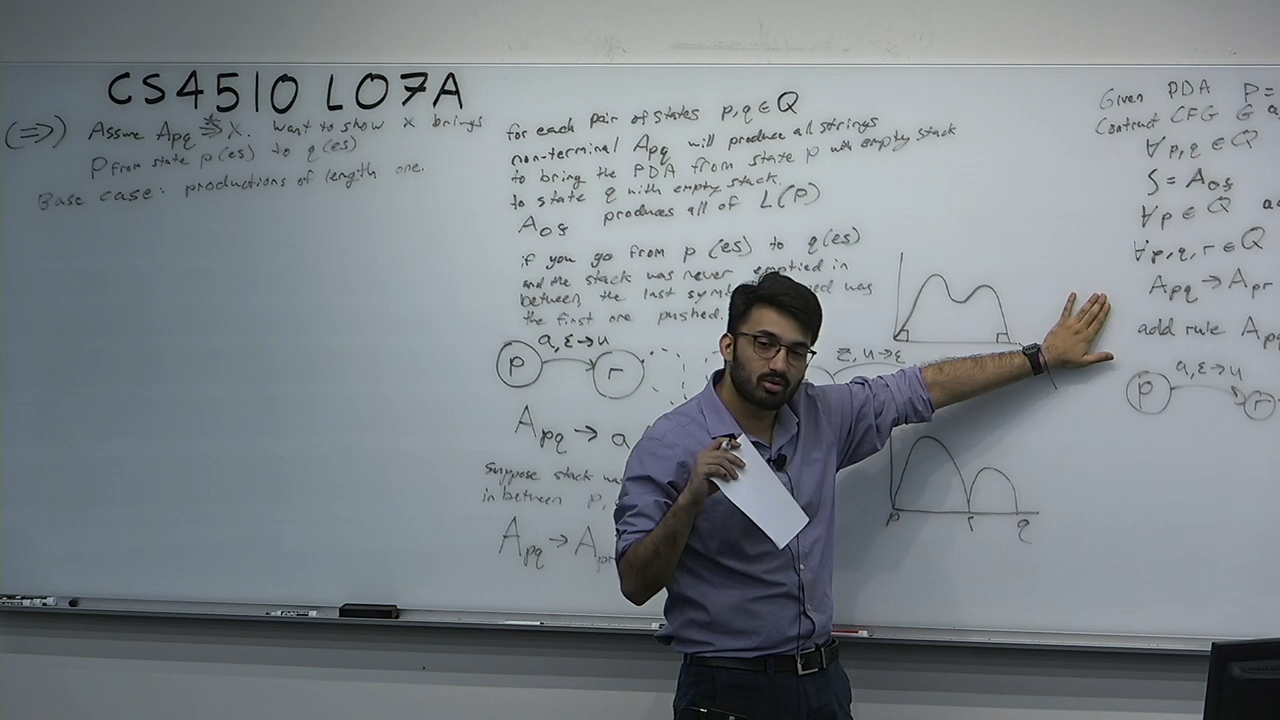 CS4510 L07A
(⇒) Assume Apq ⇒* x. want to show x brings
P from state p(es) to q(es)
Base case: productions of length one.
for each pair of states p,q ∈ Q
non-terminal Apq will produce all strings
to bring the PDA from state p with empty stack
to state q with empty stack.
A0s produces all of L(P)
if you go from p (es) to q(es)
and the stack was never emptied in
between, the last was
the first one pushed.
p a,ε→u r z,u→ε
Apq → a
Suppose stack
in between p,
Apq → Apr
p r q
Given PDA P=
Contruct CFG G
∀p,q ∈ Q
S = A0s
∀p ∈ Q
∀p,q,r ∈ Q
Apq → Apr
add rule Apq
p a,ε→u r